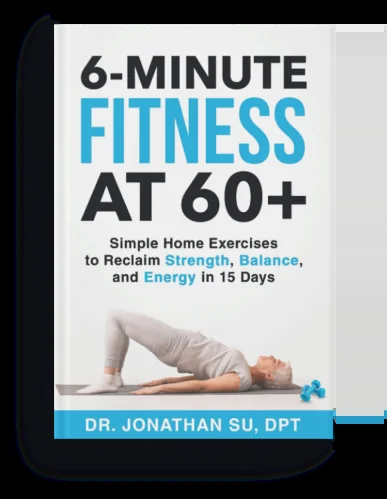 6-MINUTE
FITNESS
AT 60+
Simple Home Exercises
to Reclaim Strength, Balance,
and Energy in 15 Days
DR. JONATHAN SU, DPT